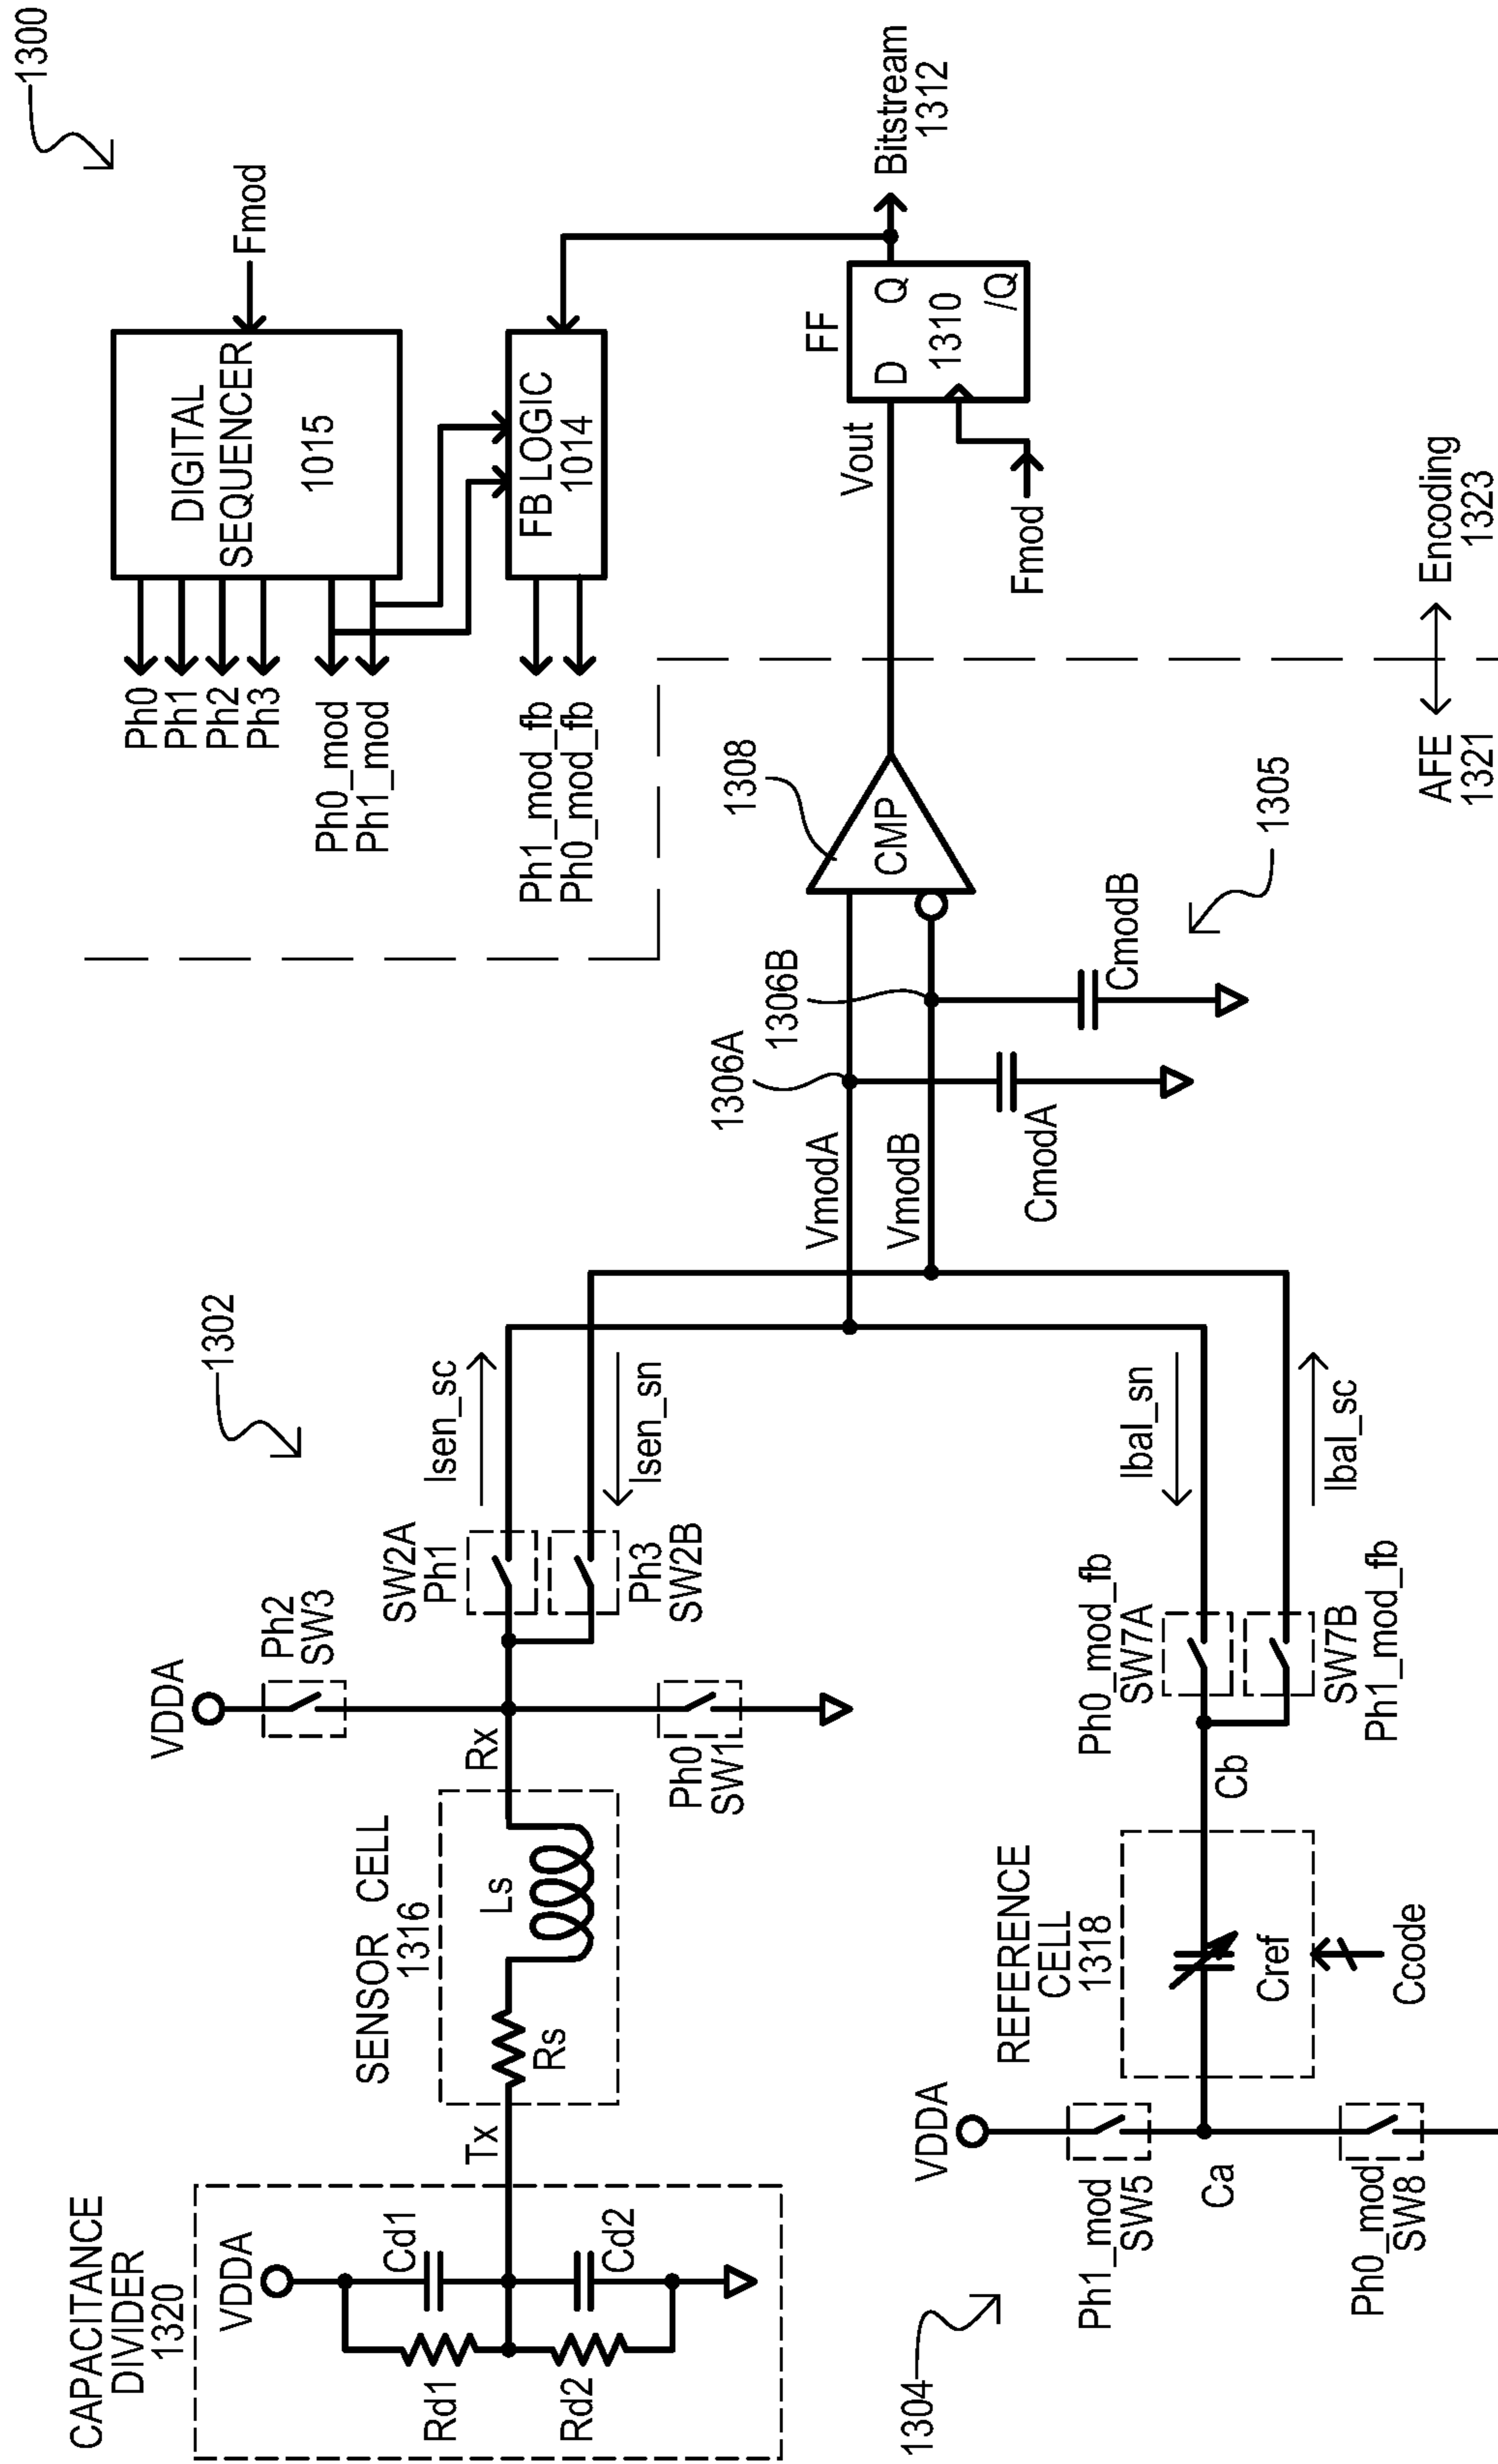 1300
1302
CAPACITANCE
DIVIDER
1320
VDDA
Cd1
Cd2
Rd1
Rd2
Tx
SENSOR CELL
1316
Rs
Ls
Rx
VDDA
Ph2
SW3
Ph0
SW1
SW2A
Ph1
Ph3
SW2B
Isen_sc
Isen_sn
DIGITAL
SEQUENCER
1015
Fmod
Ph0
Ph1
Ph2
Ph3
Ph0_mod
Ph1_mod
FB LOGIC
1014
Ph1_mod_fb
Ph0_mod_fb
VmodA
VmodB
1306A
1306B
CmodA
CmodB
1305
1308
CMP
Vout
FF
D
Q
1310
/Q
Fmod
Bitstream
1312
1304
VDDA
Ph1_mod
SW5
Ca
Ph0_mod
SW8
REFERENCE
CELL
1318
Cref
Ccode
Cb
Ph0_mod_fb
SW7A
SW7B
Ph1_mod_fb
Ibal_sn
Ibal_sc
AFE
1321
Encoding
1323